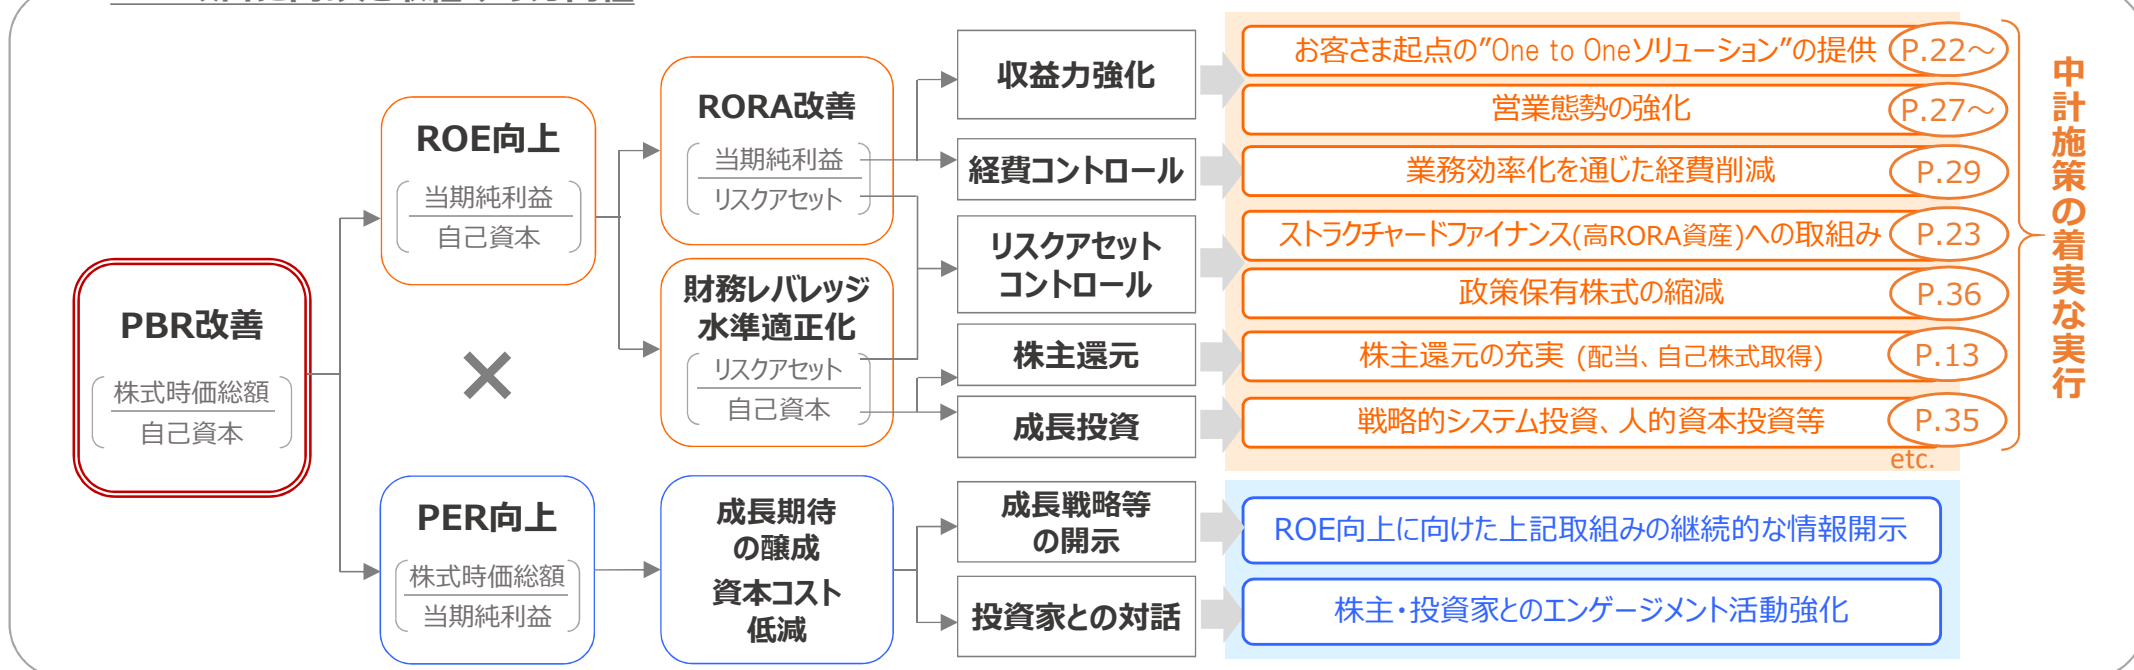 PBR改善
株式時価総額
自己資本
ROE向上
当期純利益
自己資本
×
PER向上
株式時価総額
当期純利益
RORA改善
当期純利益
リスクアセット
財務レバレッジ
水準適正化
リスクアセット
自己資本
成長期待
の醸成
資本コスト
低減
収益力強化
経費コントロール
リスクアセット
コントロール
株主還元
成長投資
成長戦略等
の開示
投資家との対話
お客さま起点の”One to Oneソリューション”の提供 P.22～
営業態勢の強化 P.27～
業務効率化を通じた経費削減 P.29
ストラクチャードファイナンス(高RORA資産)への取組み P.23
政策保有株式の縮減 P.36
株主還元の充実 (配当、自己株式取得) P.13
戦略的システム投資、人的資本投資等 P.35
etc.
ROE向上に向けた上記取組みの継続的な情報開示
株主・投資家とのエンゲージメント活動強化
中計施策の着実な実行